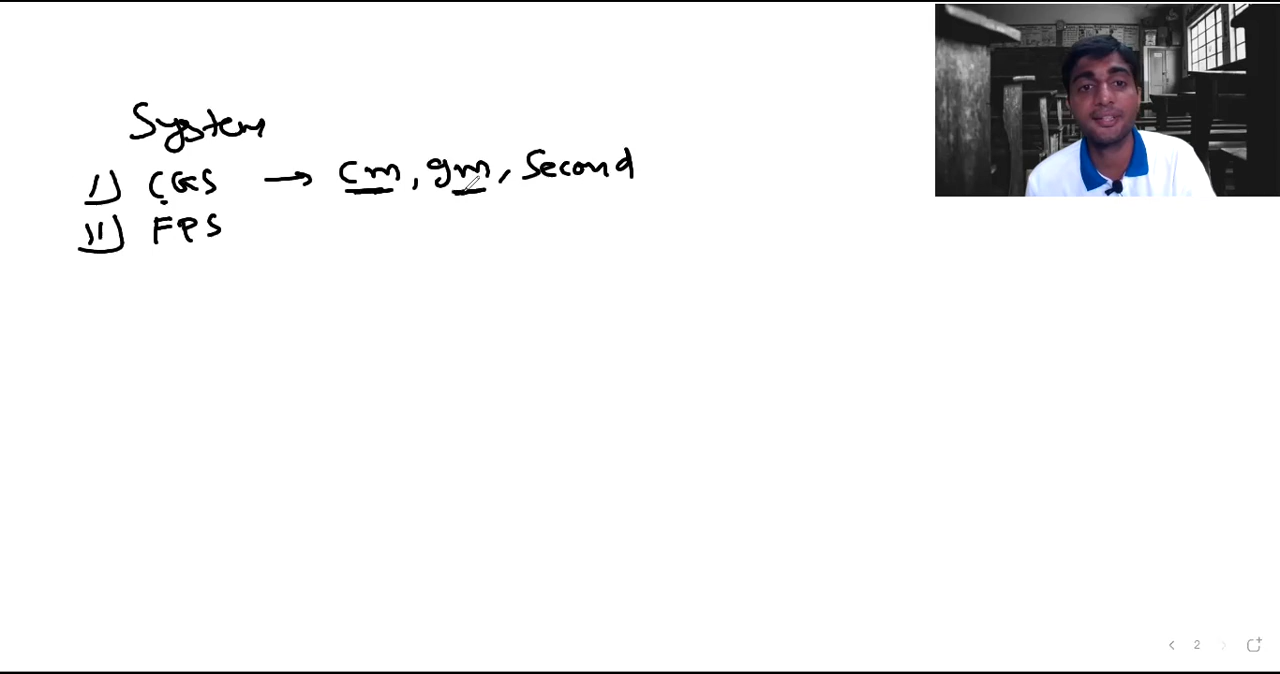 System
I) CGS → cm, gm, Second
II) FPS
2